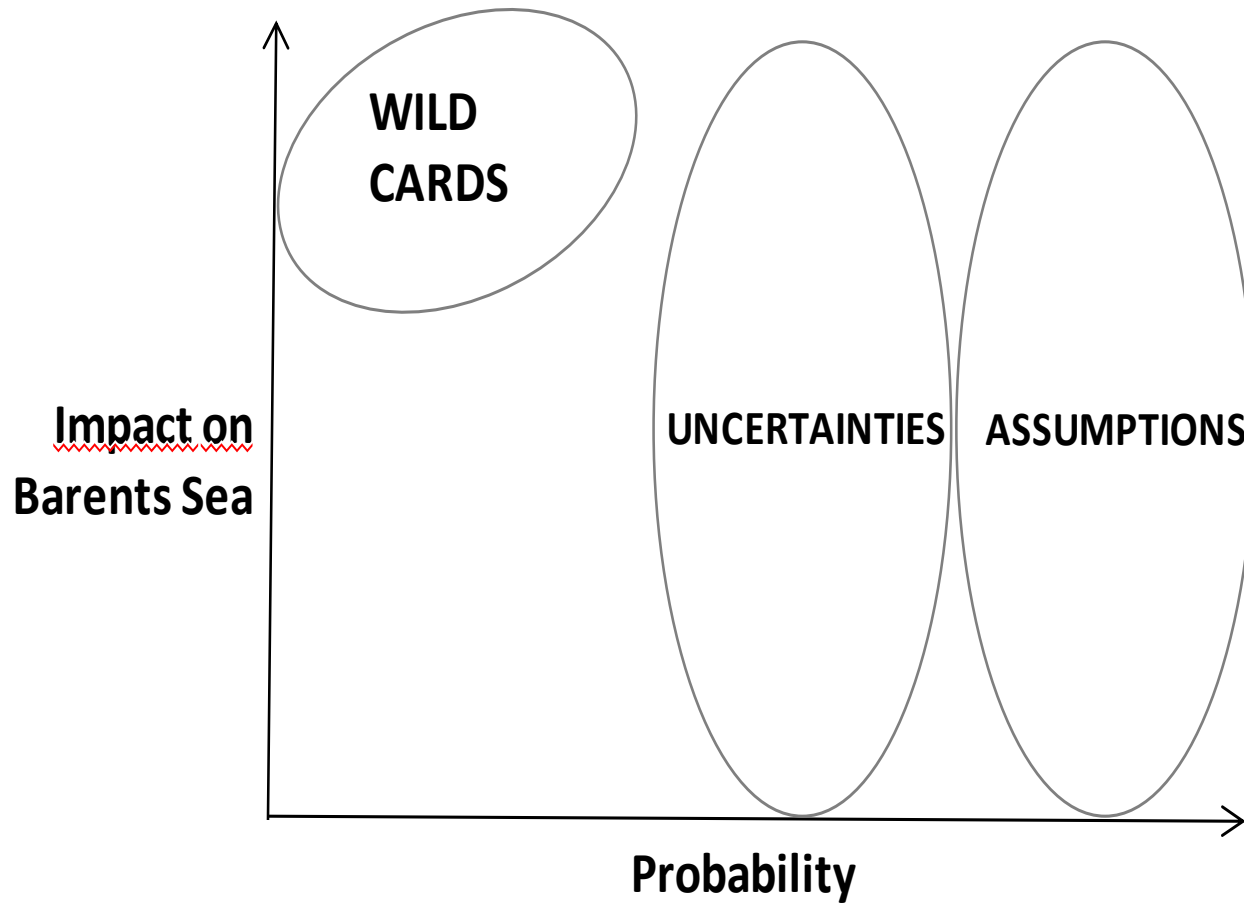 WILD
CARDS
Impact on
Barents Sea
UNCERTAINTIES
ASSUMPTIONS
Probability